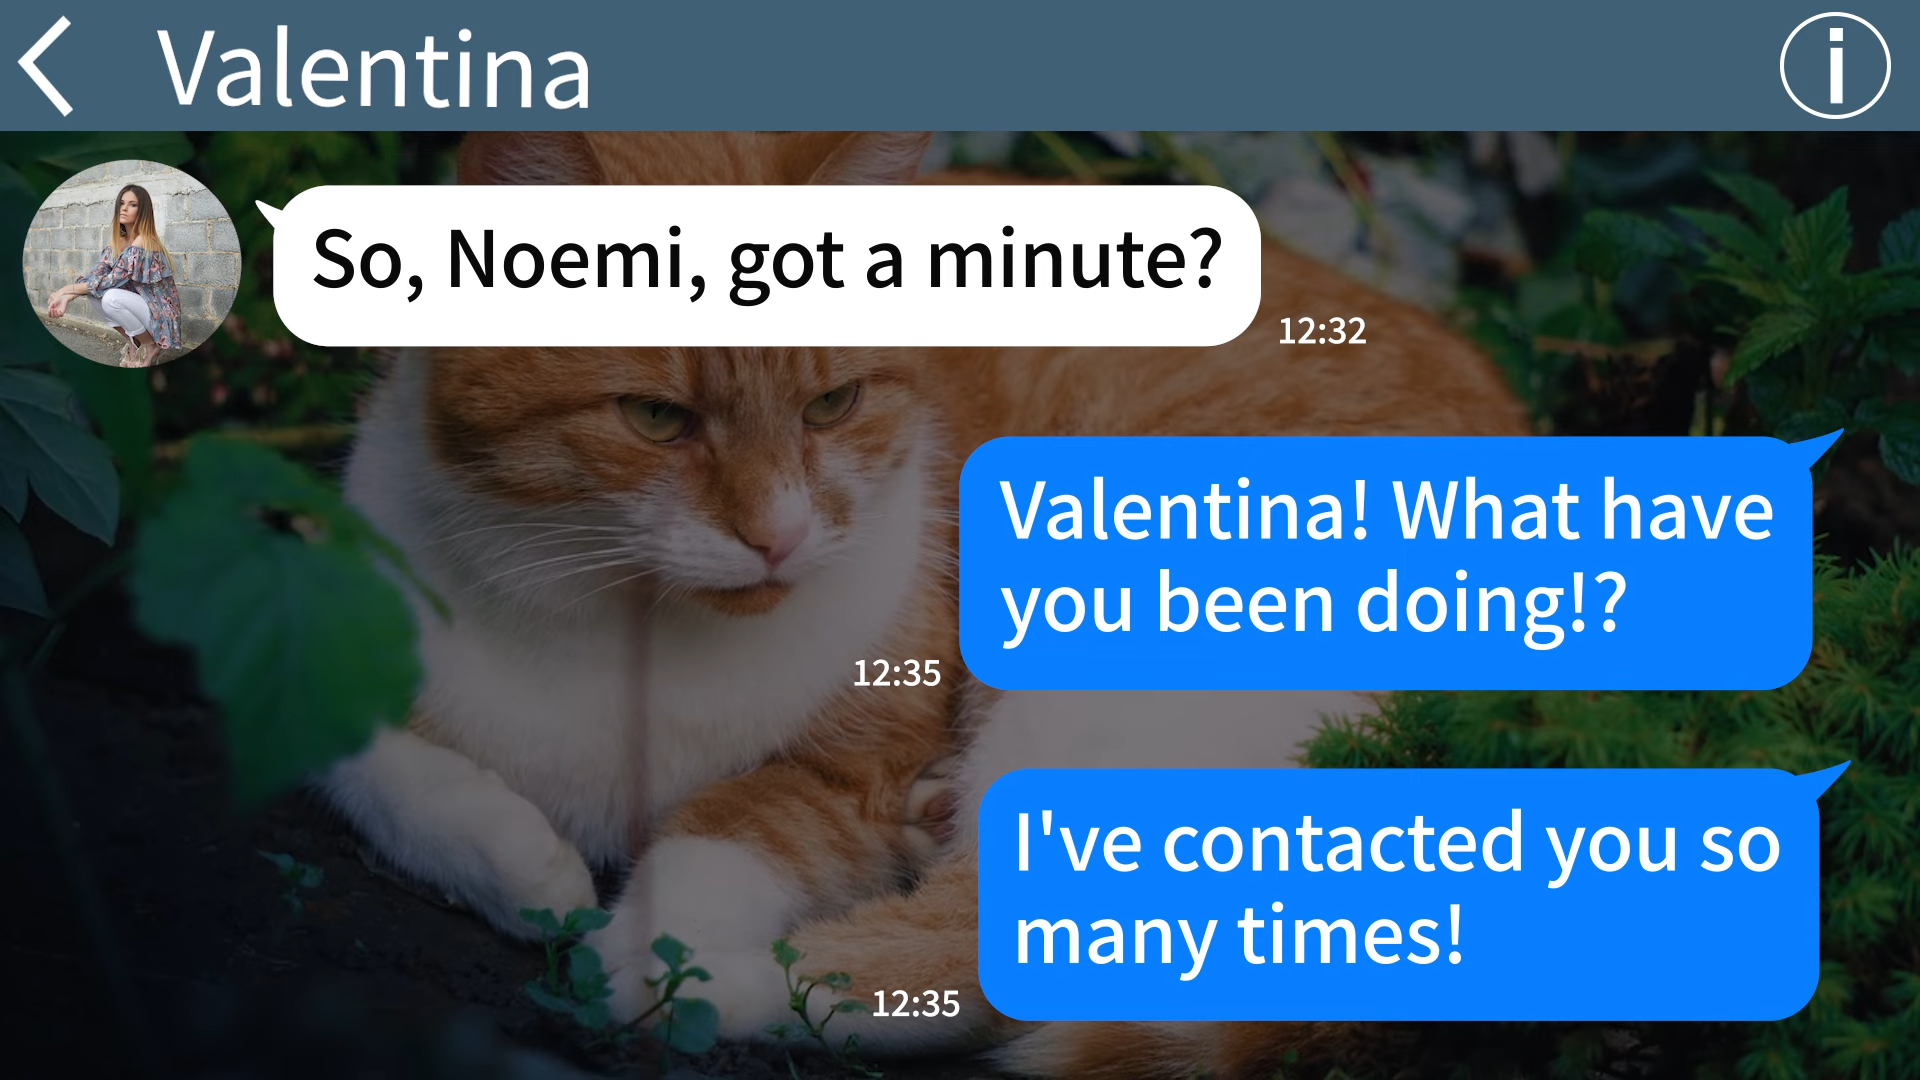 Valentina
So, Noemi, got a minute?
12:32
Valentina! What have
you been doing!?
12:35
I've contacted you so
many times!
12:35